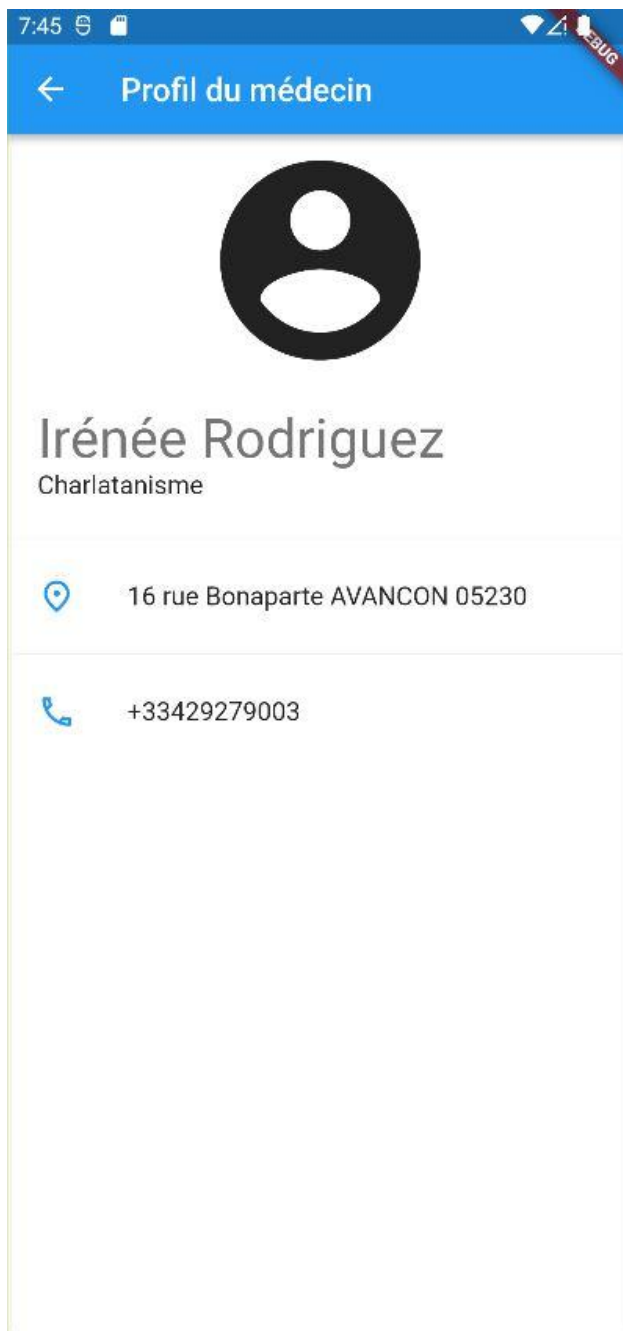 7:45
DEBUG
Profil du médecin
Irénée Rodriguez
Charlatanisme
16 rue Bonaparte AVANCON 05230
+33429279003